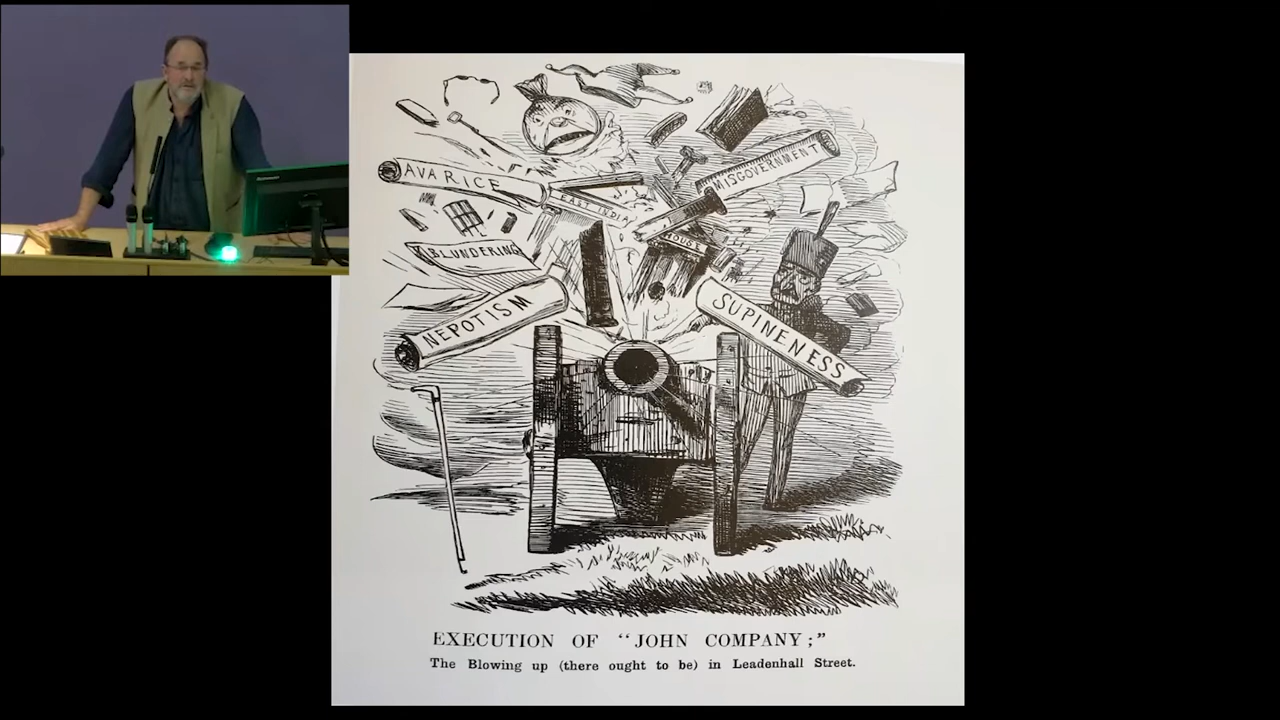 AVARICE
MISGOVERNMENT
EAST INDIA
HOUSE
BLUNDERING
NEPOTISM
SUPINENESS
EXECUTION OF “JOHN COMPANY;”
The Blowing up (there ought to be) in Leadenhall Street.